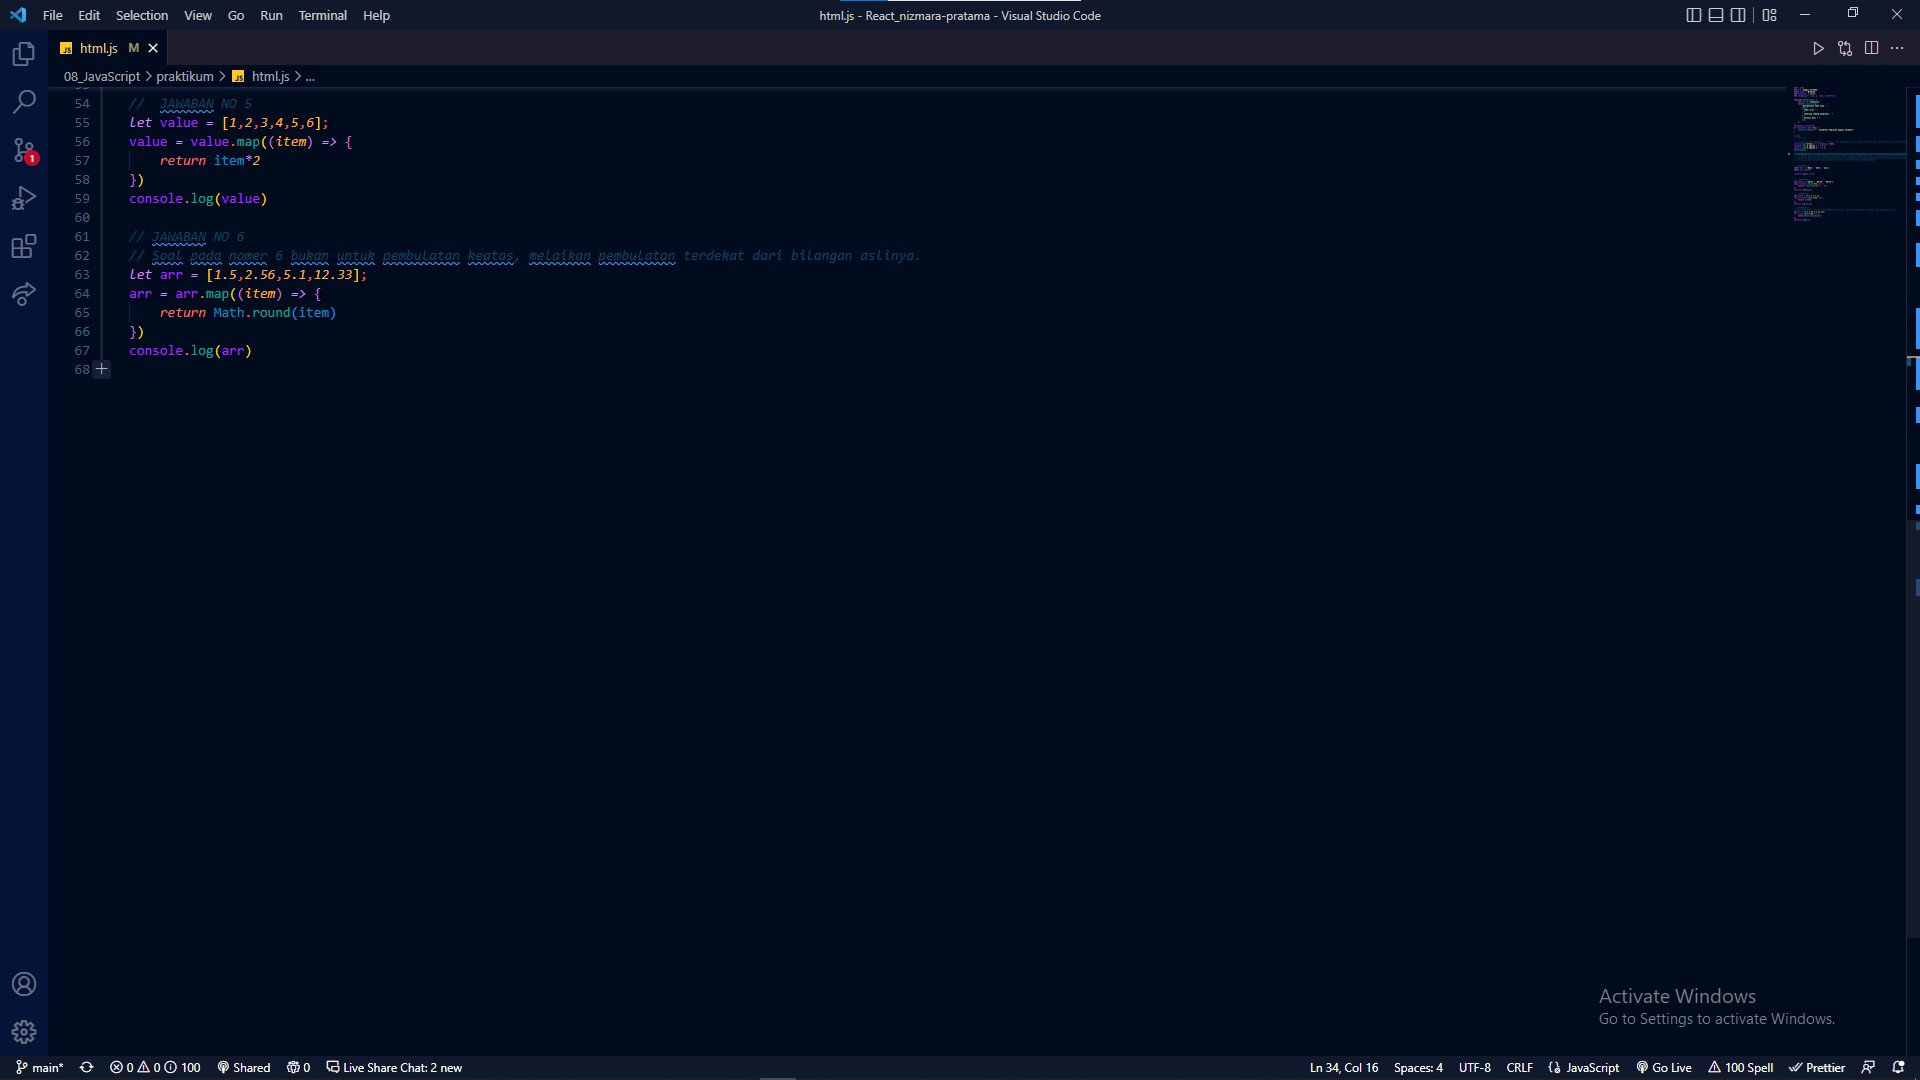 File Edit Selection View Go Run Terminal Help
html.js - React_nizmara-pratama - Visual Studio Code
JS html.js M
08_JavaScript > praktikum > JS html.js > ...
54 // JAWABAN NO 5
55 let value = [1,2,3,4,5,6];
56 value = value.map((item) => {
57 return item*2
58 })
59 console.log(value)
60
61 // JAWABAN NO 6
62 // Soal pada nomer 6 bukan untuk pembulatan keatas, melaikan pembulatan terdekat dari bilangan aslinya.
63 let arr = [1.5,2.56,5.1,12.33];
64 arr = arr.map((item) => {
65 return Math.round(item)
66 })
67 console.log(arr)
68
1
Activate Windows
Go to Settings to activate Windows.
main* 0 0 100 Shared 0 Live Share Chat: 2 new Ln 34, Col 16 Spaces: 4 UTF-8 CRLF JavaScript Go Live 100 Spell Prettier